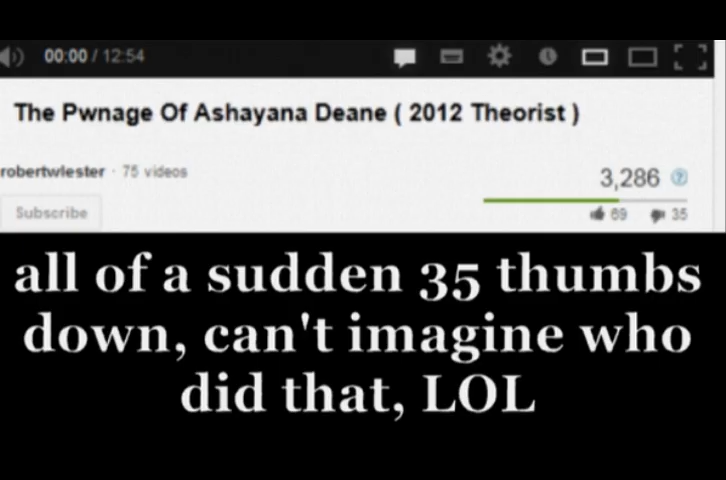 00:00 / 12:54
The Pwnage Of Ashayana Deane ( 2012 Theorist )
robertwlester · 75 videos
3,286 ?
Subscribe
69 35
all of a sudden 35 thumbs
down, can't imagine who
did that, LOL